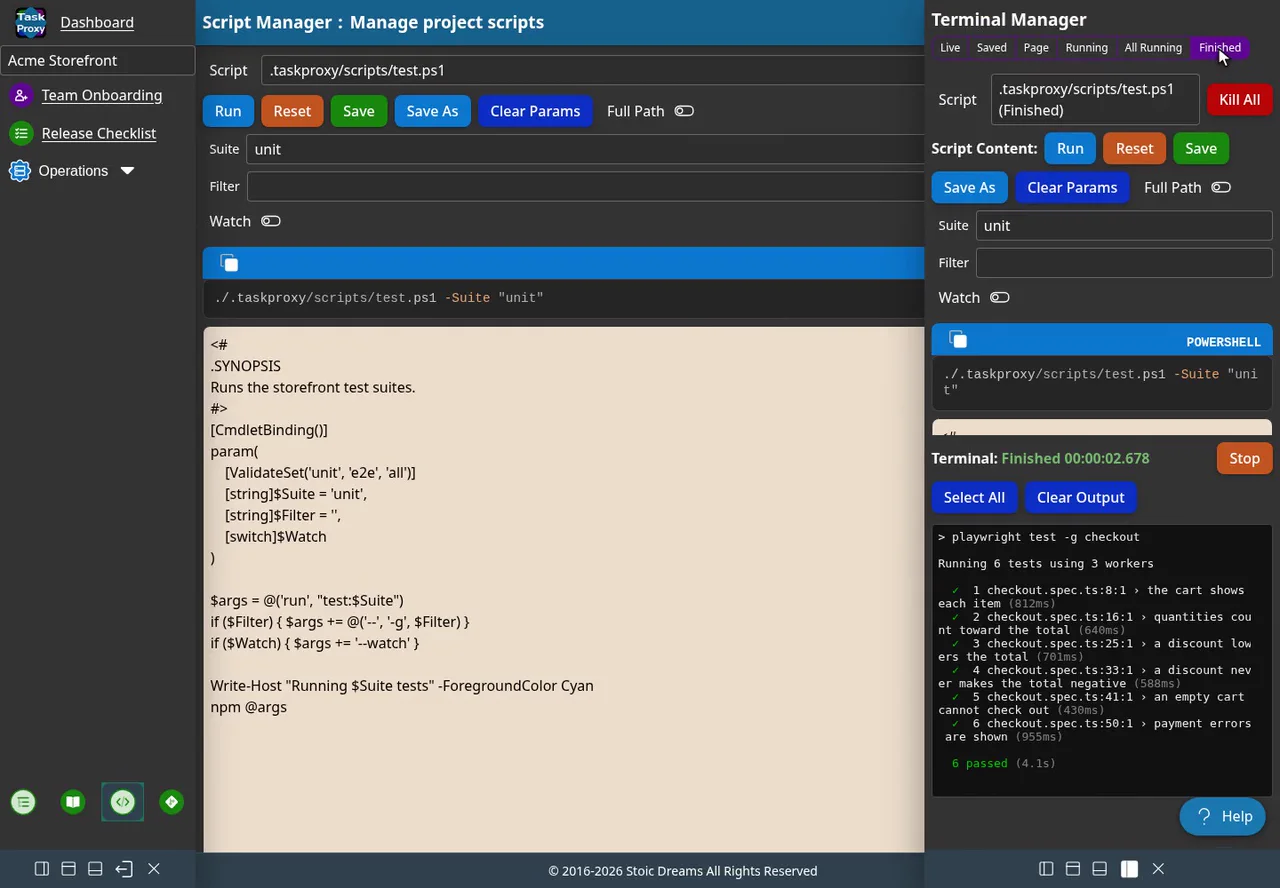 Task
Proxy
Dashboard
Acme Storefront
Team Onboarding
Release Checklist
Operations
Script Manager : Manage project scripts
Script
.taskproxy/scripts/test.ps1
Run
Reset
Save
Save As
Clear Params
Full Path
Suite
unit
Filter
Watch
./.taskproxy/scripts/test.ps1 -Suite "unit"
<#
.SYNOPSIS
Runs the storefront test suites.
#>
[CmdletBinding()]
param(
    [ValidateSet('unit', 'e2e', 'all')]
    [string]$Suite = 'unit',
    [string]$Filter = '',
    [switch]$Watch
)
$args = @('run', "test:$Suite")
if ($Filter) { $args += @('--', '-g', $Filter) }
if ($Watch) { $args += '--watch' }
Write-Host "Running $Suite tests" -ForegroundColor Cyan
npm @args
© 2016-2026 Stoic Dreams All Rights Reserved
Terminal Manager
Live
Saved
Page
Running
All Running
Finished
Script
.taskproxy/scripts/test.ps1
(Finished)
Kill All
Script Content:
Run
Reset
Save
Save As
Clear Params
Full Path
Suite
unit
Filter
Watch
POWERSHELL
./.taskproxy/scripts/test.ps1 -Suite "uni
t"
Terminal: Finished 00:00:02.678
Stop
Select All
Clear Output
> playwright test -g checkout
Running 6 tests using 3 workers
✓ 1 checkout.spec.ts:8:1 › the cart shows
each item (812ms)
✓ 2 checkout.spec.ts:16:1 › quantities cou
nt toward the total (640ms)
✓ 3 checkout.spec.ts:25:1 › a discount low
ers the total (701ms)
✓ 4 checkout.spec.ts:33:1 › a discount nev
er makes the total negative (588ms)
✓ 5 checkout.spec.ts:41:1 › an empty cart
cannot check out (430ms)
✓ 6 checkout.spec.ts:50:1 › payment errors
are shown (955ms)
6 passed (4.1s)
? Help